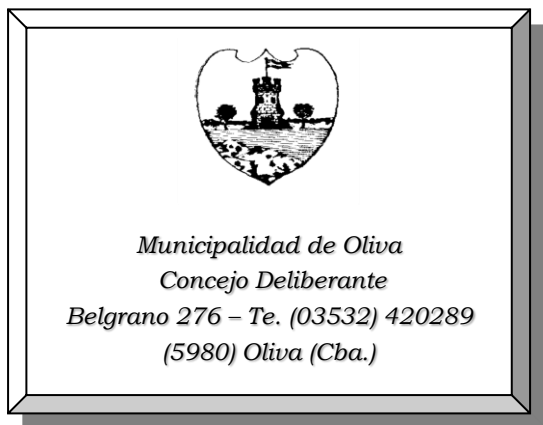 Municipalidad de Oliva
Concejo Deliberante
Belgrano 276 – Te. (03532) 420289
(5980) Oliva (Cba.)